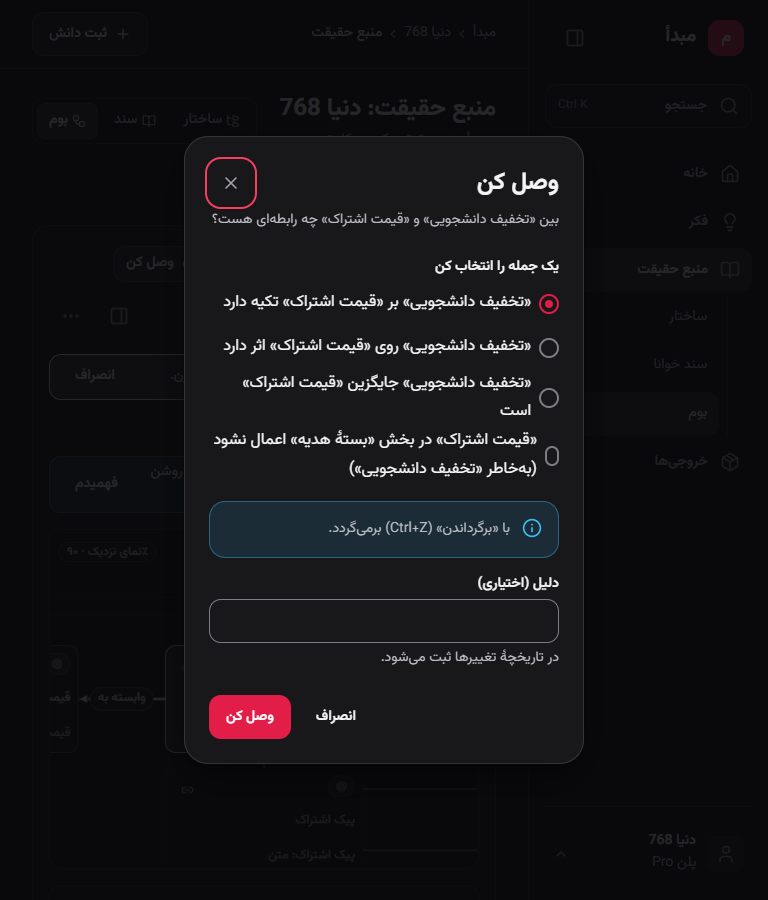 م
مبدأ
مبدأ
دنیا 768
منبع حقیقت
ثبت دانش
جستجو
Ctrl K
خانه
فکر
منبع حقیقت
ساختار
سند خوانا
بوم
خروجی‌ها
دنیا 768
پلن Pro
منبع حقیقت: دنیا 768
ساختار
سند
بوم
وصل کن
انصراف
روشن
فهمیدم
نمای نزدیک · ۹۰٪
وابسته به
پیک اشتراک
پیک اشتراک: متن
وصل کن
بین «تخفیف دانشجویی» و «قیمت اشتراک» چه رابطه‌ای هست؟
یک جمله را انتخاب کن
«تخفیف دانشجویی» بر «قیمت اشتراک» تکیه دارد
«تخفیف دانشجویی» روی «قیمت اشتراک» اثر دارد
«تخفیف دانشجویی» جایگزین «قیمت اشتراک»
است
«قیمت اشتراک» در بخش «بستهٔ هدیه» اعمال نشود
(به‌خاطر «تخفیف دانشجویی»)
با «برگرداندن» (Ctrl+Z) برمی‌گردد.
دلیل (اختیاری)
در تاریخچهٔ تغییرها ثبت می‌شود.
انصراف
وصل کن